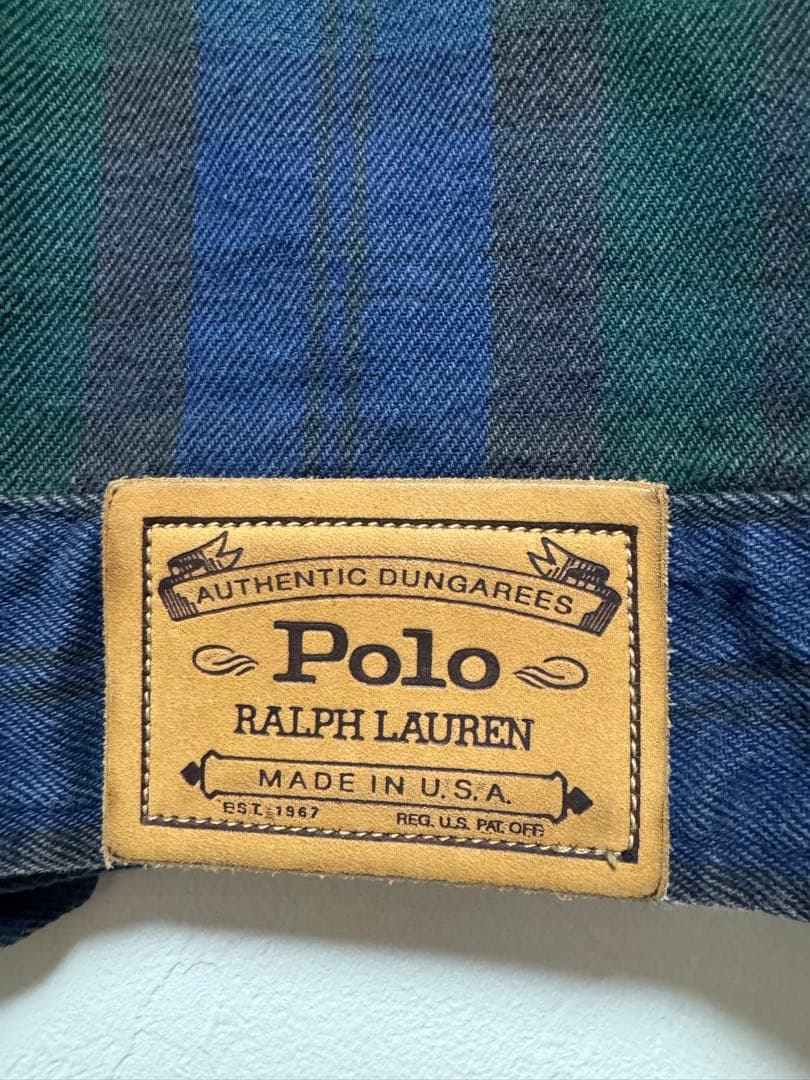 AUTHENTIC DUNGAREES
Polo
RALPH LAUREN
MADE IN U.S.A.
EST. 1967 REG. U.S. PAT. OFF.